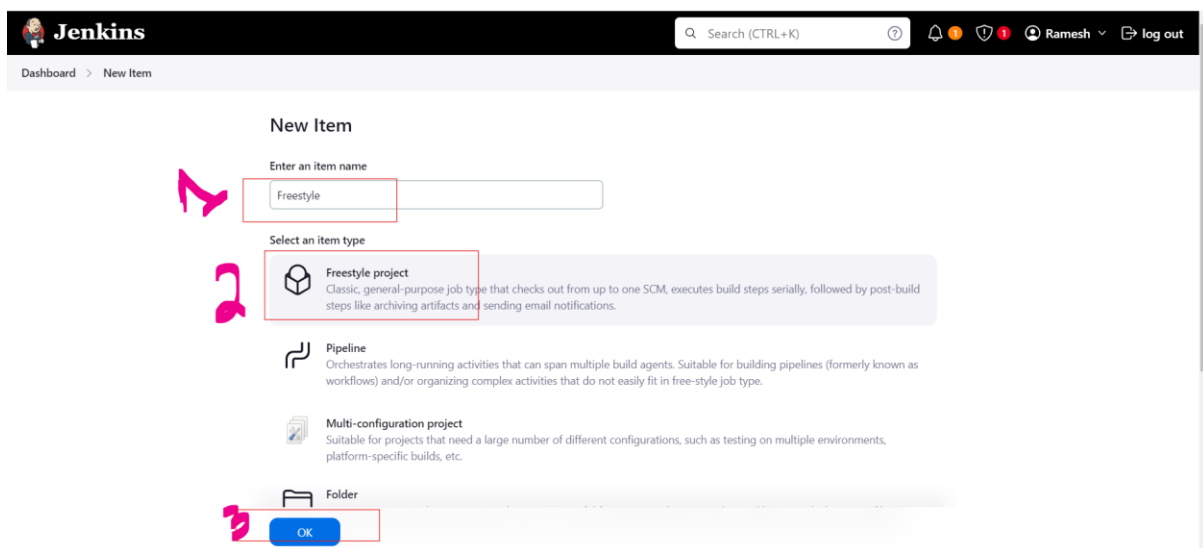 Jenkins
Search (CTRL+K)
1
1
Ramesh
log out
Dashboard > New Item
New Item
Enter an item name
1
Freestyle
Select an item type
2
Freestyle project
Classic, general-purpose job type that checks out from up to one SCM, executes build steps serially, followed by post-build
steps like archiving artifacts and sending email notifications.
Pipeline
Orchestrates long-running activities that can span multiple build agents. Suitable for building pipelines (formerly known as
workflows) and/or organizing complex activities that do not easily fit in free-style job type.
Multi-configuration project
Suitable for projects that need a large number of different configurations, such as testing on multiple environments,
platform-specific builds, etc.
Folder
3
OK